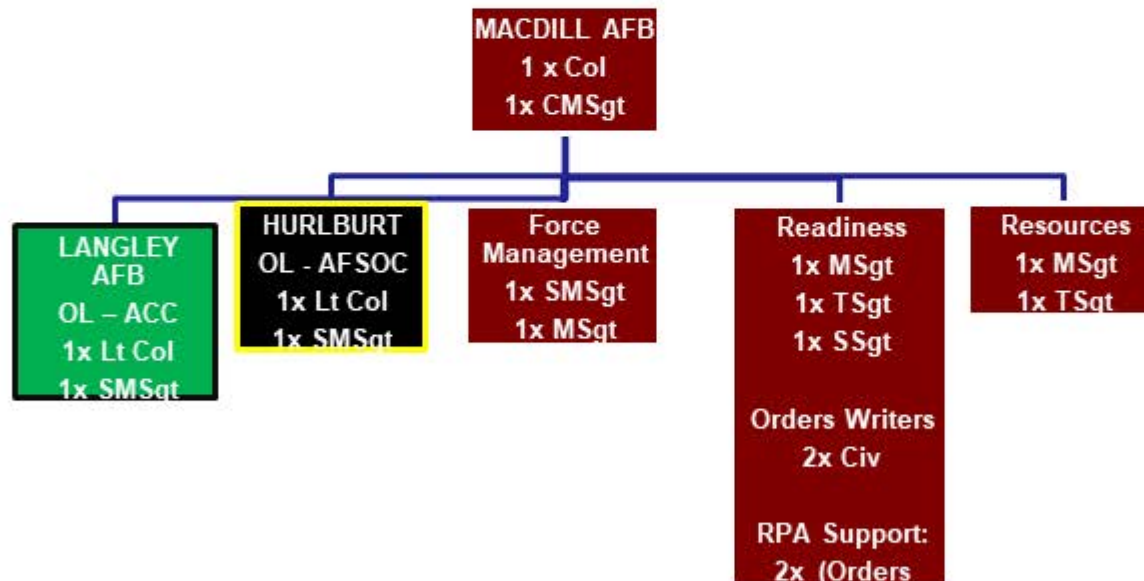 MACDILL AFB
1 x Col
1x CMSgt
LANGLEY
AFB
OL – ACC
1x Lt Col
1x SMSgt
HURLBURT
OL - AFSOC
1x Lt Col
1x SMSgt
Force
Management
1x SMSgt
1x MSgt
Readiness
1x MSgt
1x TSgt
1x SSgt
Orders Writers
2x Civ
RPA Support:
2x (Orders
Resources
1x MSgt
1x TSgt